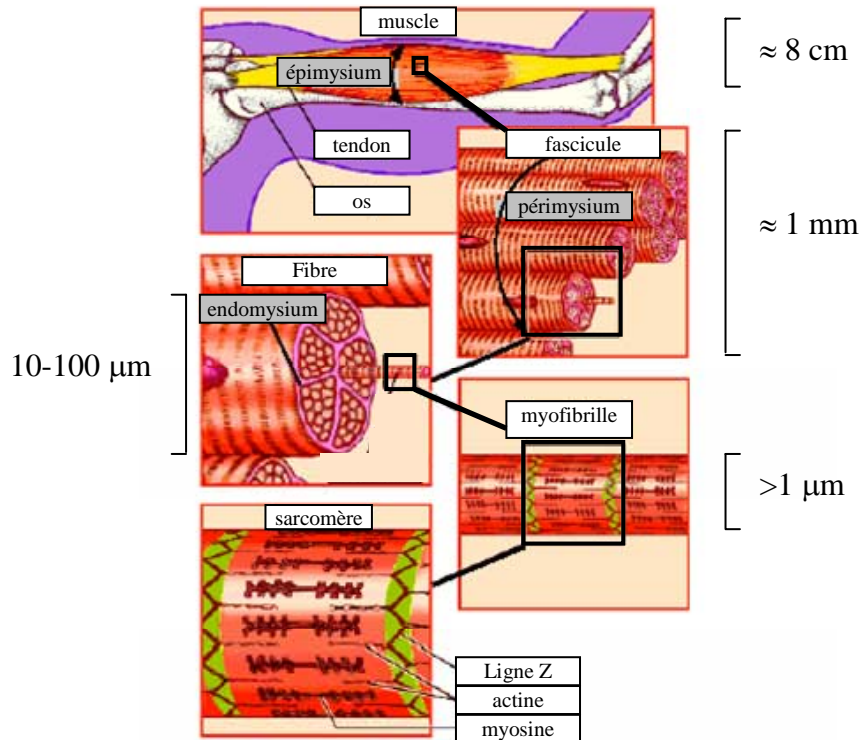 muscle
épimysium
≈ 8 cm
tendon
fascicule
os
périmysium
≈ 1 mm
Fibre
endomysium
10-100 μm
myofibrille
>1 μm
sarcomère
Ligne Z
actine
myosine